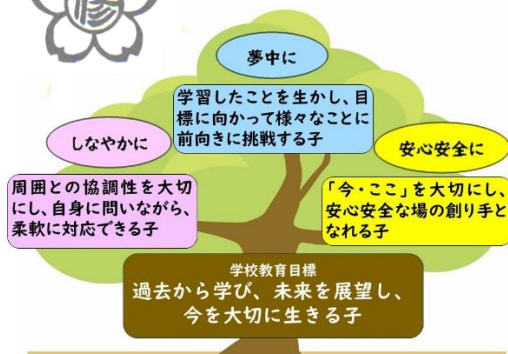 夢中に
学習したことを生かし、目
標に向かって様々なことに
前向きに挑戦する子
しなやかに
周囲との協調性を大切
にし、自身に問いながら、
柔軟に対応できる子
安心安全に
「今・ここ」を大切にし、
安心安全な場の創り手と
なれる子
学校教育目標
過去から学び、未来を展望し、
今を大切に生きる子